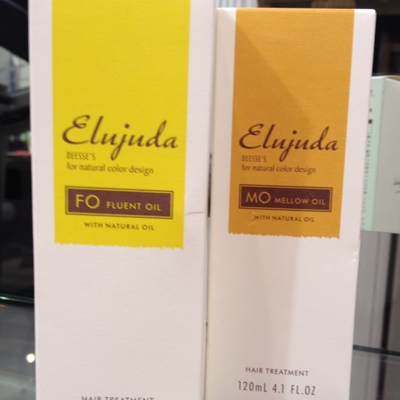 Elujuda
DEESSE'S
for natural color design
FO FLUENT OIL
WITH NATURAL OIL
HAIR TREATMENT
Elujuda
DEESSE'S
for natural color design
MO MELLOW OIL
WITH NATURAL OIL
HAIR TREATMENT
120mL 4.1 FL.OZ